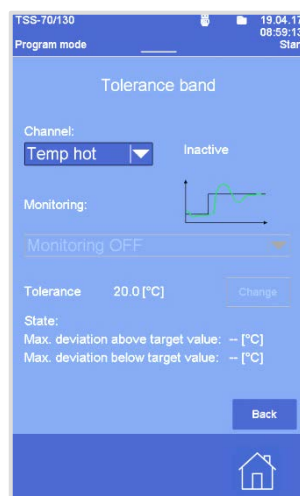 TSS-70/130 19.04.17
08:59:13
Program mode Star
Tolerance band
Channel:
Temp hot Inactive
Monitoring:
Monitoring OFF
Tolerance 20.0 [°C] Change
State:
Max. deviation above target value: -- [°C]
Max. deviation below target value: -- [°C]
Back